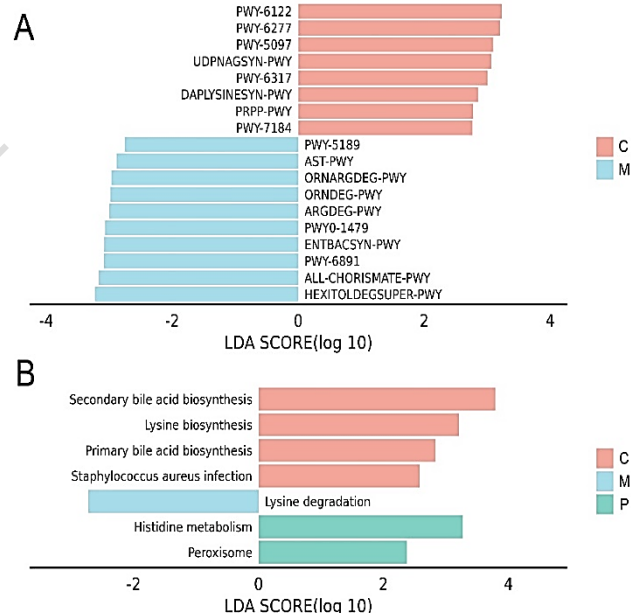 A
PWY-6122
PWY-6277
PWY-5097
UDPNAGSYN-PWY
PWY-6317
DAPLYSINESYN-PWY
PRPP-PWY
PWY-7184
PWY-5189
AST-PWY
ORNARGDEG-PWY
ORNDEG-PWY
ARGDEG-PWY
PWY0-1479
ENTBACSYN-PWY
PWY-6891
ALL-CHORISMATE-PWY
HEXITOLDEGSUPER-PWY
C
M
-4 -2 0 2 4
LDA SCORE(log 10)
B
Secondary bile acid biosynthesis
Lysine biosynthesis
Primary bile acid biosynthesis
Staphylococcus aureus infection
Lysine degradation
Histidine metabolism
Peroxisome
C
M
P
-2 0 2 4
LDA SCORE(log 10)